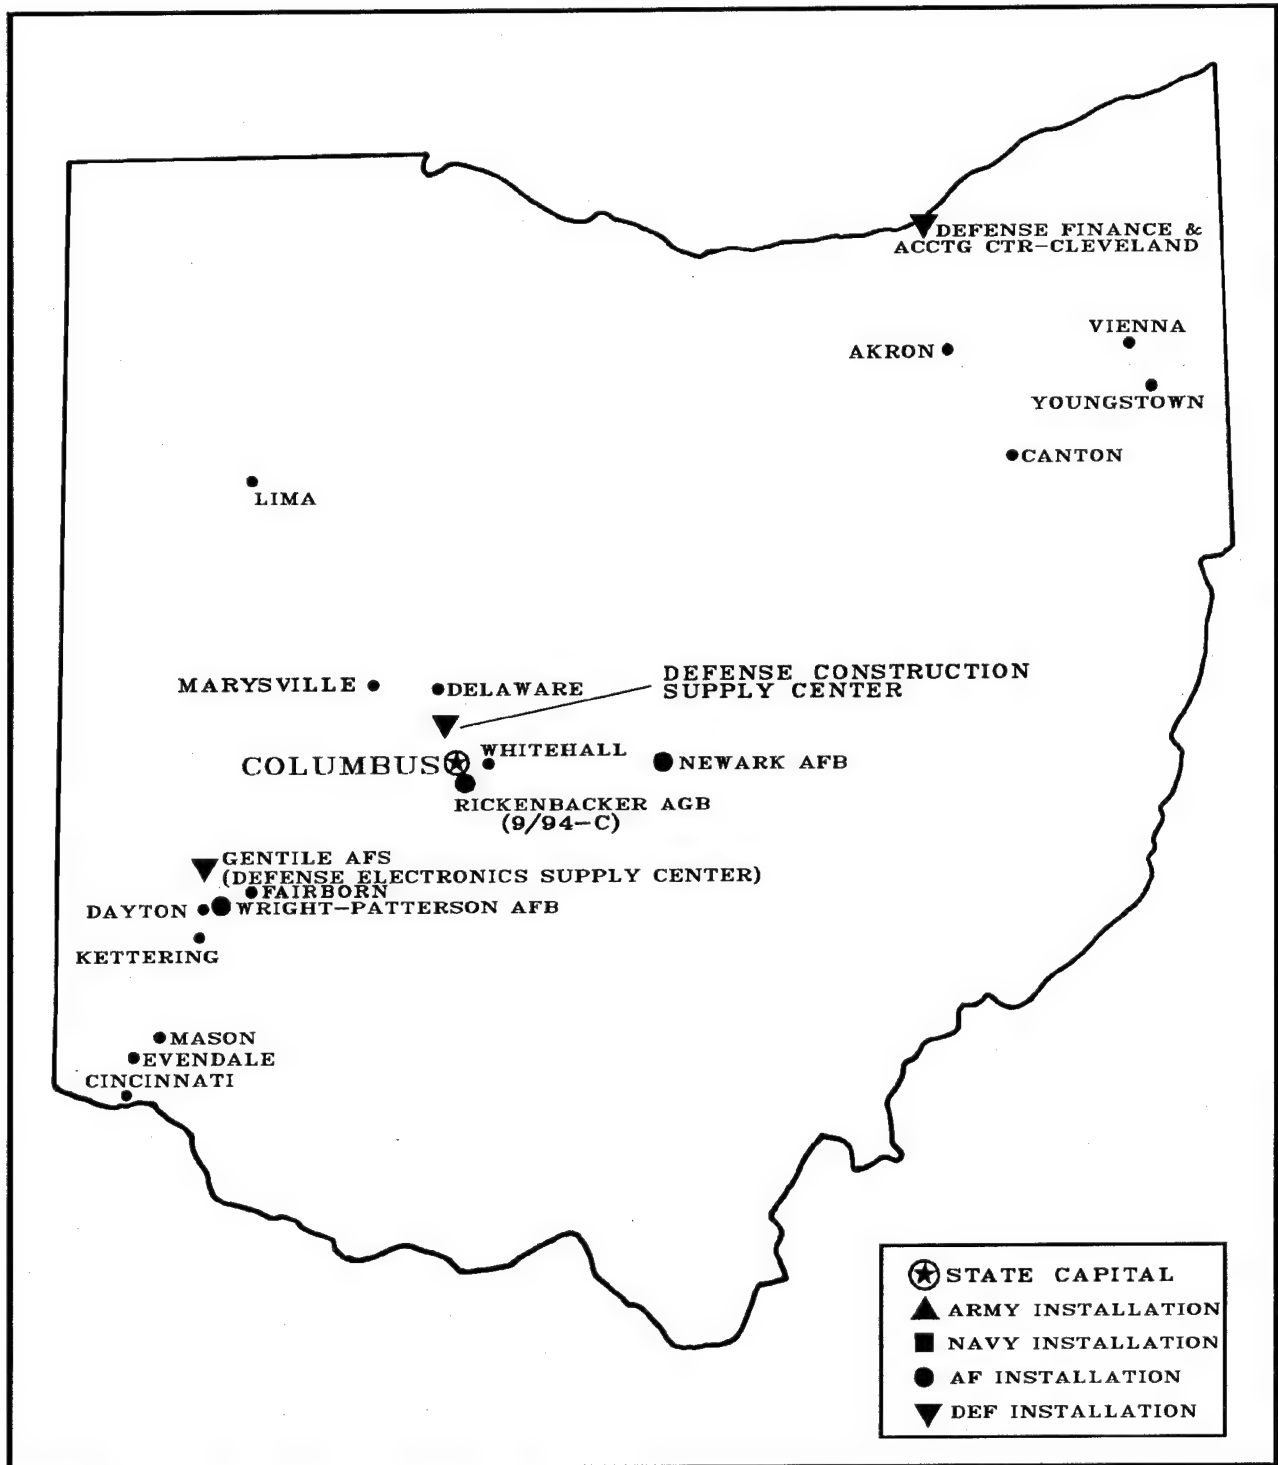 DEFENSE FINANCE &
ACCTG CTR-CLEVELAND
VIENNA
AKRON
YOUNGSTOWN
CANTON
LIMA
DEFENSE CONSTRUCTION
SUPPLY CENTER
MARYSVILLE
DELAWARE
WHITEHALL
COLUMBUS
NEWARK AFB
RICKENBACKER AGB
(9/94-C)
GENTILE AFS
(DEFENSE ELECTRONICS SUPPLY CENTER)
FAIRBORN
DAYTON
WRIGHT-PATTERSON AFB
KETTERING
MASON
EVENDALE
CINCINNATI
STATE CAPITAL
ARMY INSTALLATION
NAVY INSTALLATION
AF INSTALLATION
DEF INSTALLATION